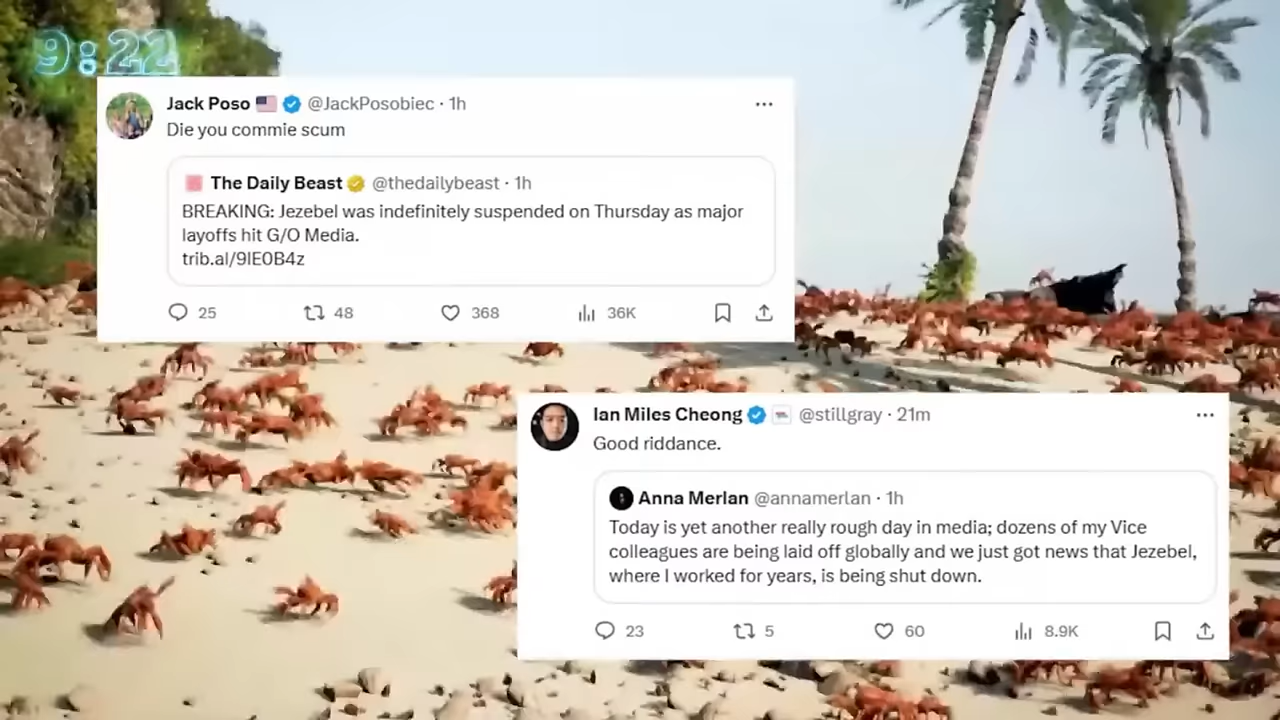 9:22
Jack Poso 🇺🇸 @JackPosobiec · 1h
Die you commie scum
The Daily Beast @thedailybeast · 1h
BREAKING: Jezebel was indefinitely suspended on Thursday as major
layoffs hit G/O Media.
trib.al/9lE0B4z
25 48 368 36K
Ian Miles Cheong @stillgray · 21m
Good riddance.
Anna Merlan @annamerlan · 1h
Today is yet another really rough day in media; dozens of my Vice
colleagues are being laid off globally and we just got news that Jezebel,
where I worked for years, is being shut down.
23 5 60 8.9K